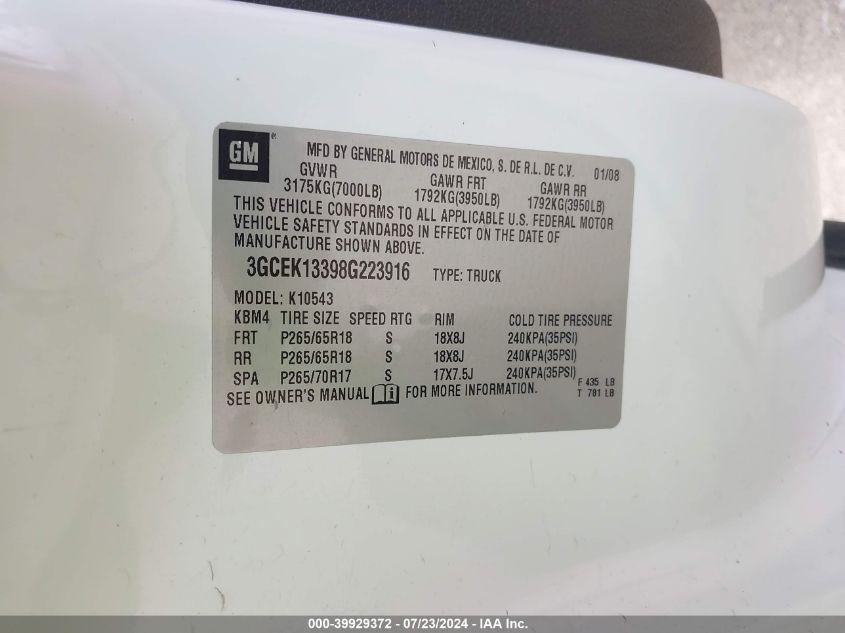 GM ®
MFD BY GENERAL MOTORS DE MEXICO, S. DE R.L. DE C.V. 01/08
GVWR GAWR FRT GAWR RR
3175KG(7000LB) 1792KG(3950LB) 1792KG(3950LB)
THIS VEHICLE CONFORMS TO ALL APPLICABLE U.S. FEDERAL MOTOR
VEHICLE SAFETY STANDARDS IN EFFECT ON THE DATE OF
MANUFACTURE SHOWN ABOVE.
3GCEK13398G223916 TYPE: TRUCK
MODEL: K10543
KBM4 TIRE SIZE SPEED RTG RIM COLD TIRE PRESSURE
FRT P265/65R18 S 18X8J 240KPA(35PSI)
RR P265/65R18 S 18X8J 240KPA(35PSI)
SPA P265/70R17 S 17X7.5J 240KPA(35PSI)
SEE OWNER'S MANUAL i FOR MORE INFORMATION.
F 435 LB
T 781 LB
000-39929372 - 07/23/2024 - IAA Inc.